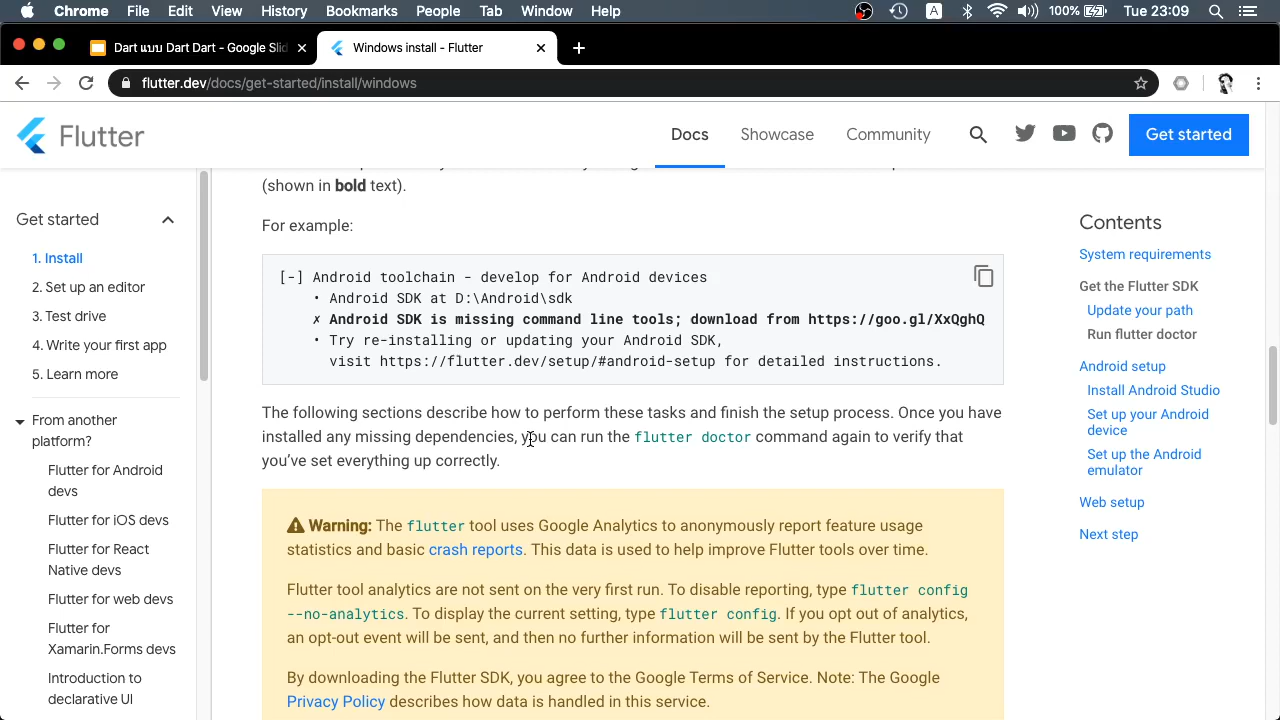 Chrome File Edit View History Bookmarks People Tab Window Help A 100% Tue 23:09
Dart แบบ Dart Dart - Google Slid
Windows install - Flutter
flutter.dev/docs/get-started/install/windows
Flutter
Docs Showcase Community Get started
Get started
1. Install
2. Set up an editor
3. Test drive
4. Write your first app
5. Learn more
From another
platform?
Flutter for Android
devs
Flutter for iOS devs
Flutter for React
Native devs
Flutter for web devs
Flutter for
Xamarin.Forms devs
Introduction to
declarative UI
(shown in bold text).
For example:
[-] Android toolchain - develop for Android devices
• Android SDK at D:\Android\sdk
✗ Android SDK is missing command line tools; download from https://goo.gl/XxQghQ
• Try re-installing or updating your Android SDK,
visit https://flutter.dev/setup/#android-setup for detailed instructions.
The following sections describe how to perform these tasks and finish the setup process. Once you have
installed any missing dependencies, you can run the flutter doctor command again to verify that
you’ve set everything up correctly.
Warning: The flutter tool uses Google Analytics to anonymously report feature usage
statistics and basic crash reports. This data is used to help improve Flutter tools over time.
Flutter tool analytics are not sent on the very first run. To disable reporting, type flutter config
--no-analytics. To display the current setting, type flutter config. If you opt out of analytics,
an opt-out event will be sent, and then no further information will be sent by the Flutter tool.
By downloading the Flutter SDK, you agree to the Google Terms of Service. Note: The Google
Privacy Policy describes how data is handled in this service.
Contents
System requirements
Get the Flutter SDK
Update your path
Run flutter doctor
Android setup
Install Android Studio
Set up your Android
device
Set up the Android
emulator
Web setup
Next step